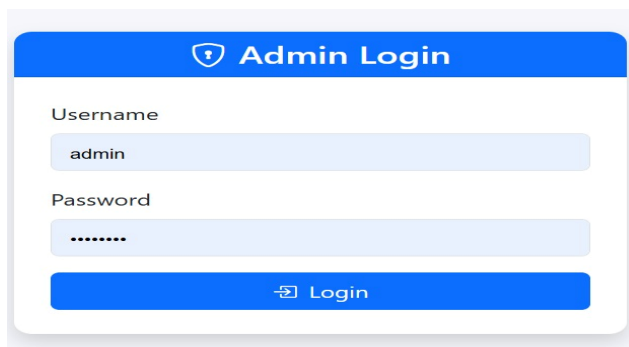 Admin Login
Username
admin
Password
••••••••
Login